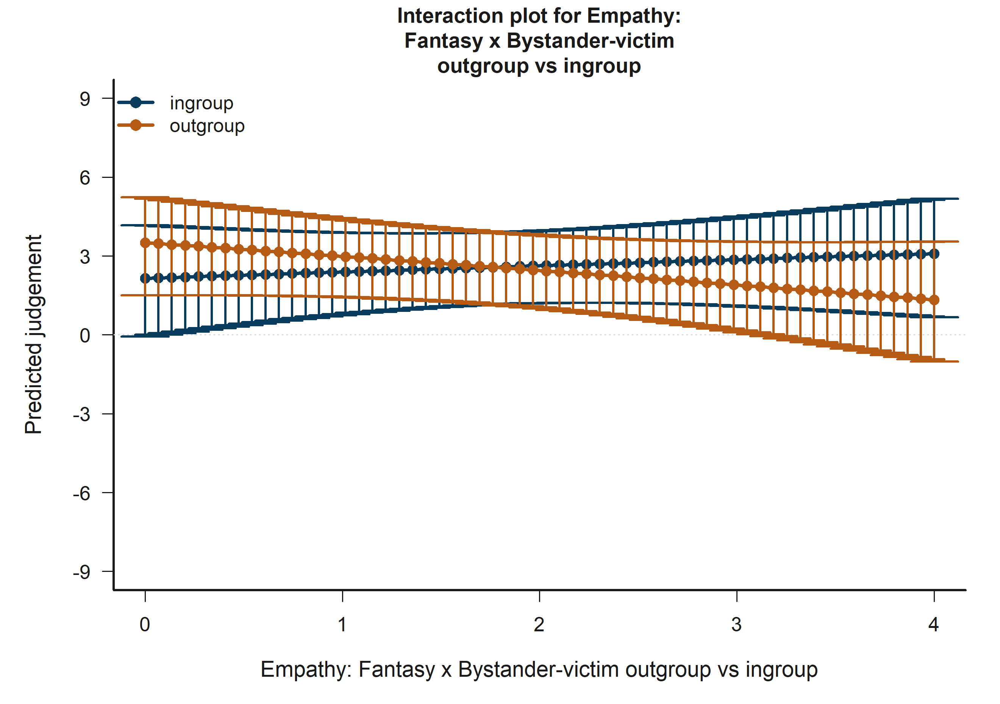 Interaction plot for Empathy:
Fantasy x Bystander-victim
outgroup vs ingroup
ingroup
outgroup
Predicted judgement
9
6
3
0
-3
-6
-9
0 1 2 3 4
Empathy: Fantasy x Bystander-victim outgroup vs ingroup